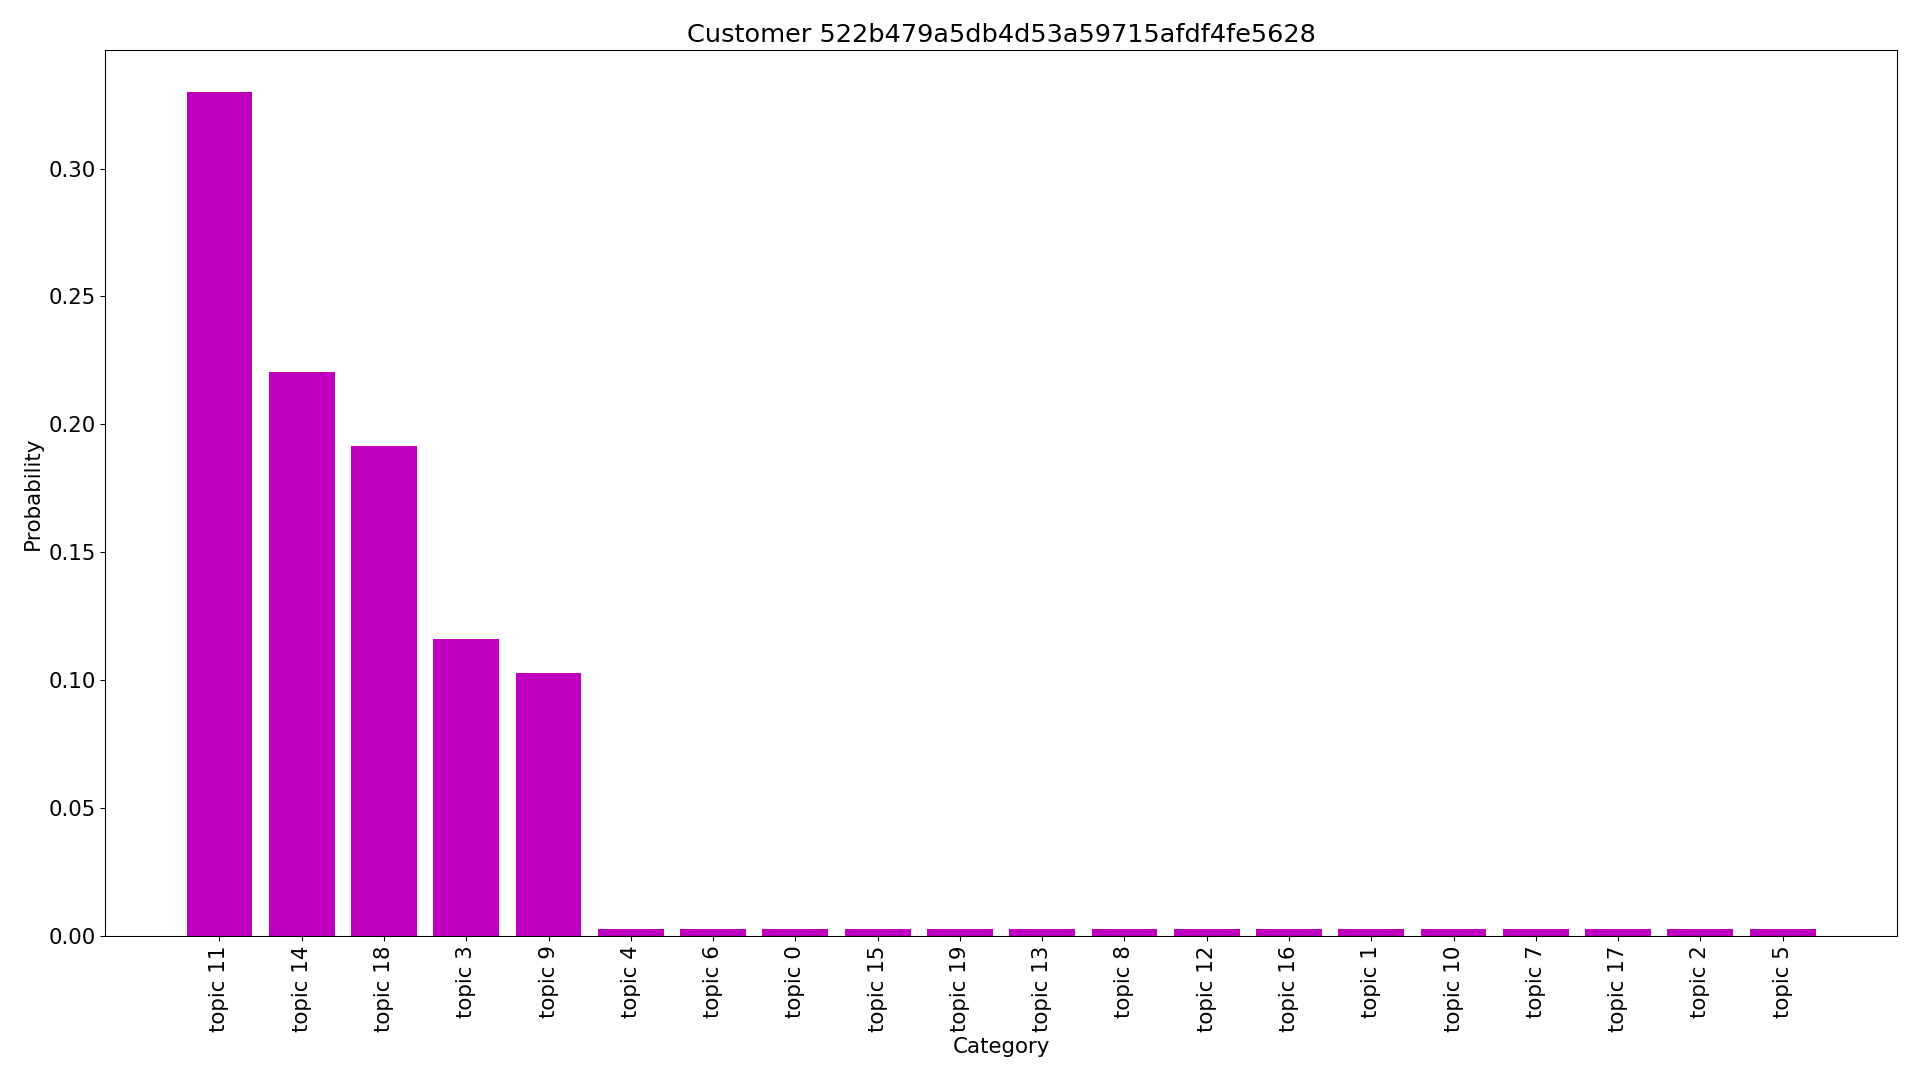 Customer 522b479a5db4d53a59715afdf4fe5628
Probability
0.30
0.25
0.20
0.15
0.10
0.05
0.00
topic 11
topic 14
topic 18
topic 3
topic 9
topic 4
topic 6
topic 0
topic 15
topic 19
topic 13
topic 8
topic 12
topic 16
topic 1
topic 10
topic 7
topic 17
topic 2
topic 5
Category